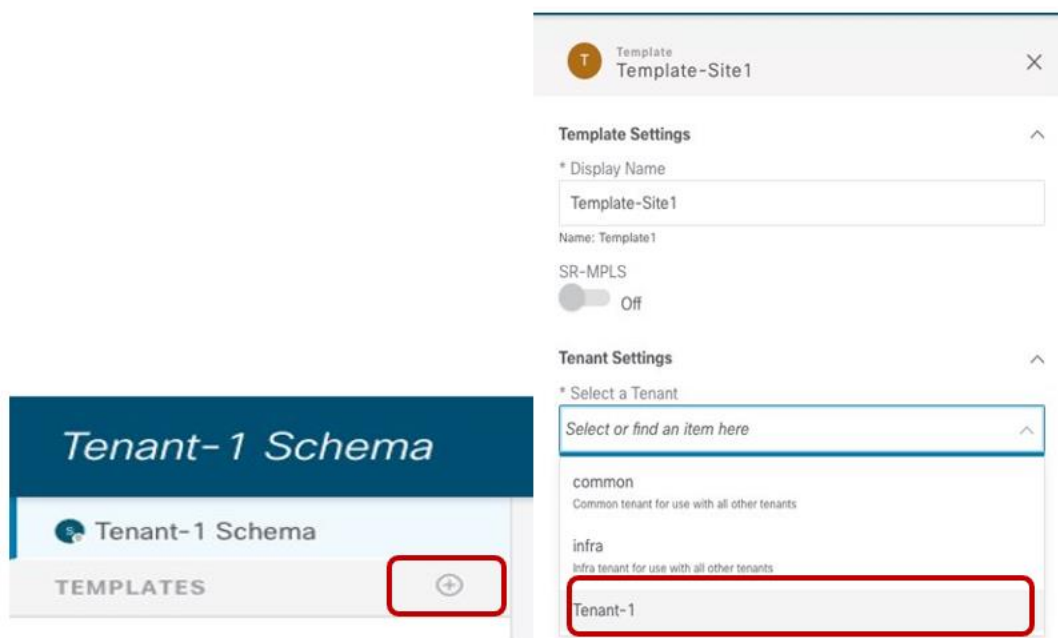 Tenant-1 Schema
S Tenant-1 Schema
TEMPLATES
T
Template
Template-Site1
Template Settings
* Display Name
Template-Site1
Name: Template1
SR-MPLS
Off
Tenant Settings
* Select a Tenant
Select or find an item here
common
Common tenant for use with all other tenants
infra
Infra tenant for use with all other tenants
Tenant-1